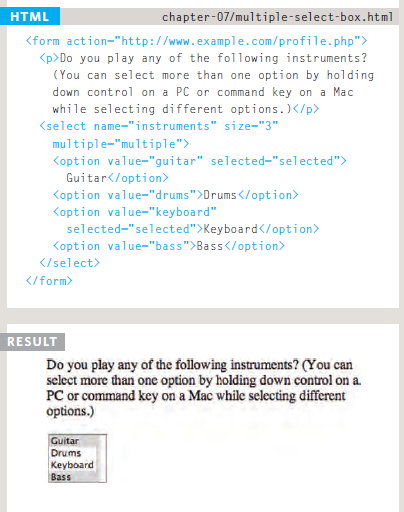 HTML
chapter-07/multiple-select-box.html
<form action="http://www.example.com/profile.php">
<p>Do you play any of the following instruments?
(You can select more than one option by holding
down control on a PC or command key on a Mac
while selecting different options.)</p>
<select name="instruments" size="3"
multiple="multiple">
<option value="guitar" selected="selected">
Guitar</option>
<option value="drums">Drums</option>
<option value="keyboard"
selected="selected">Keyboard</option>
<option value="bass">Bass</option>
</select>
</form>
RESULT
Do you play any of the following instruments? (You can
select more than one option by holding down control on a
PC or command key on a Mac while selecting different
options.)
Guitar
Drums
Keyboard
Bass